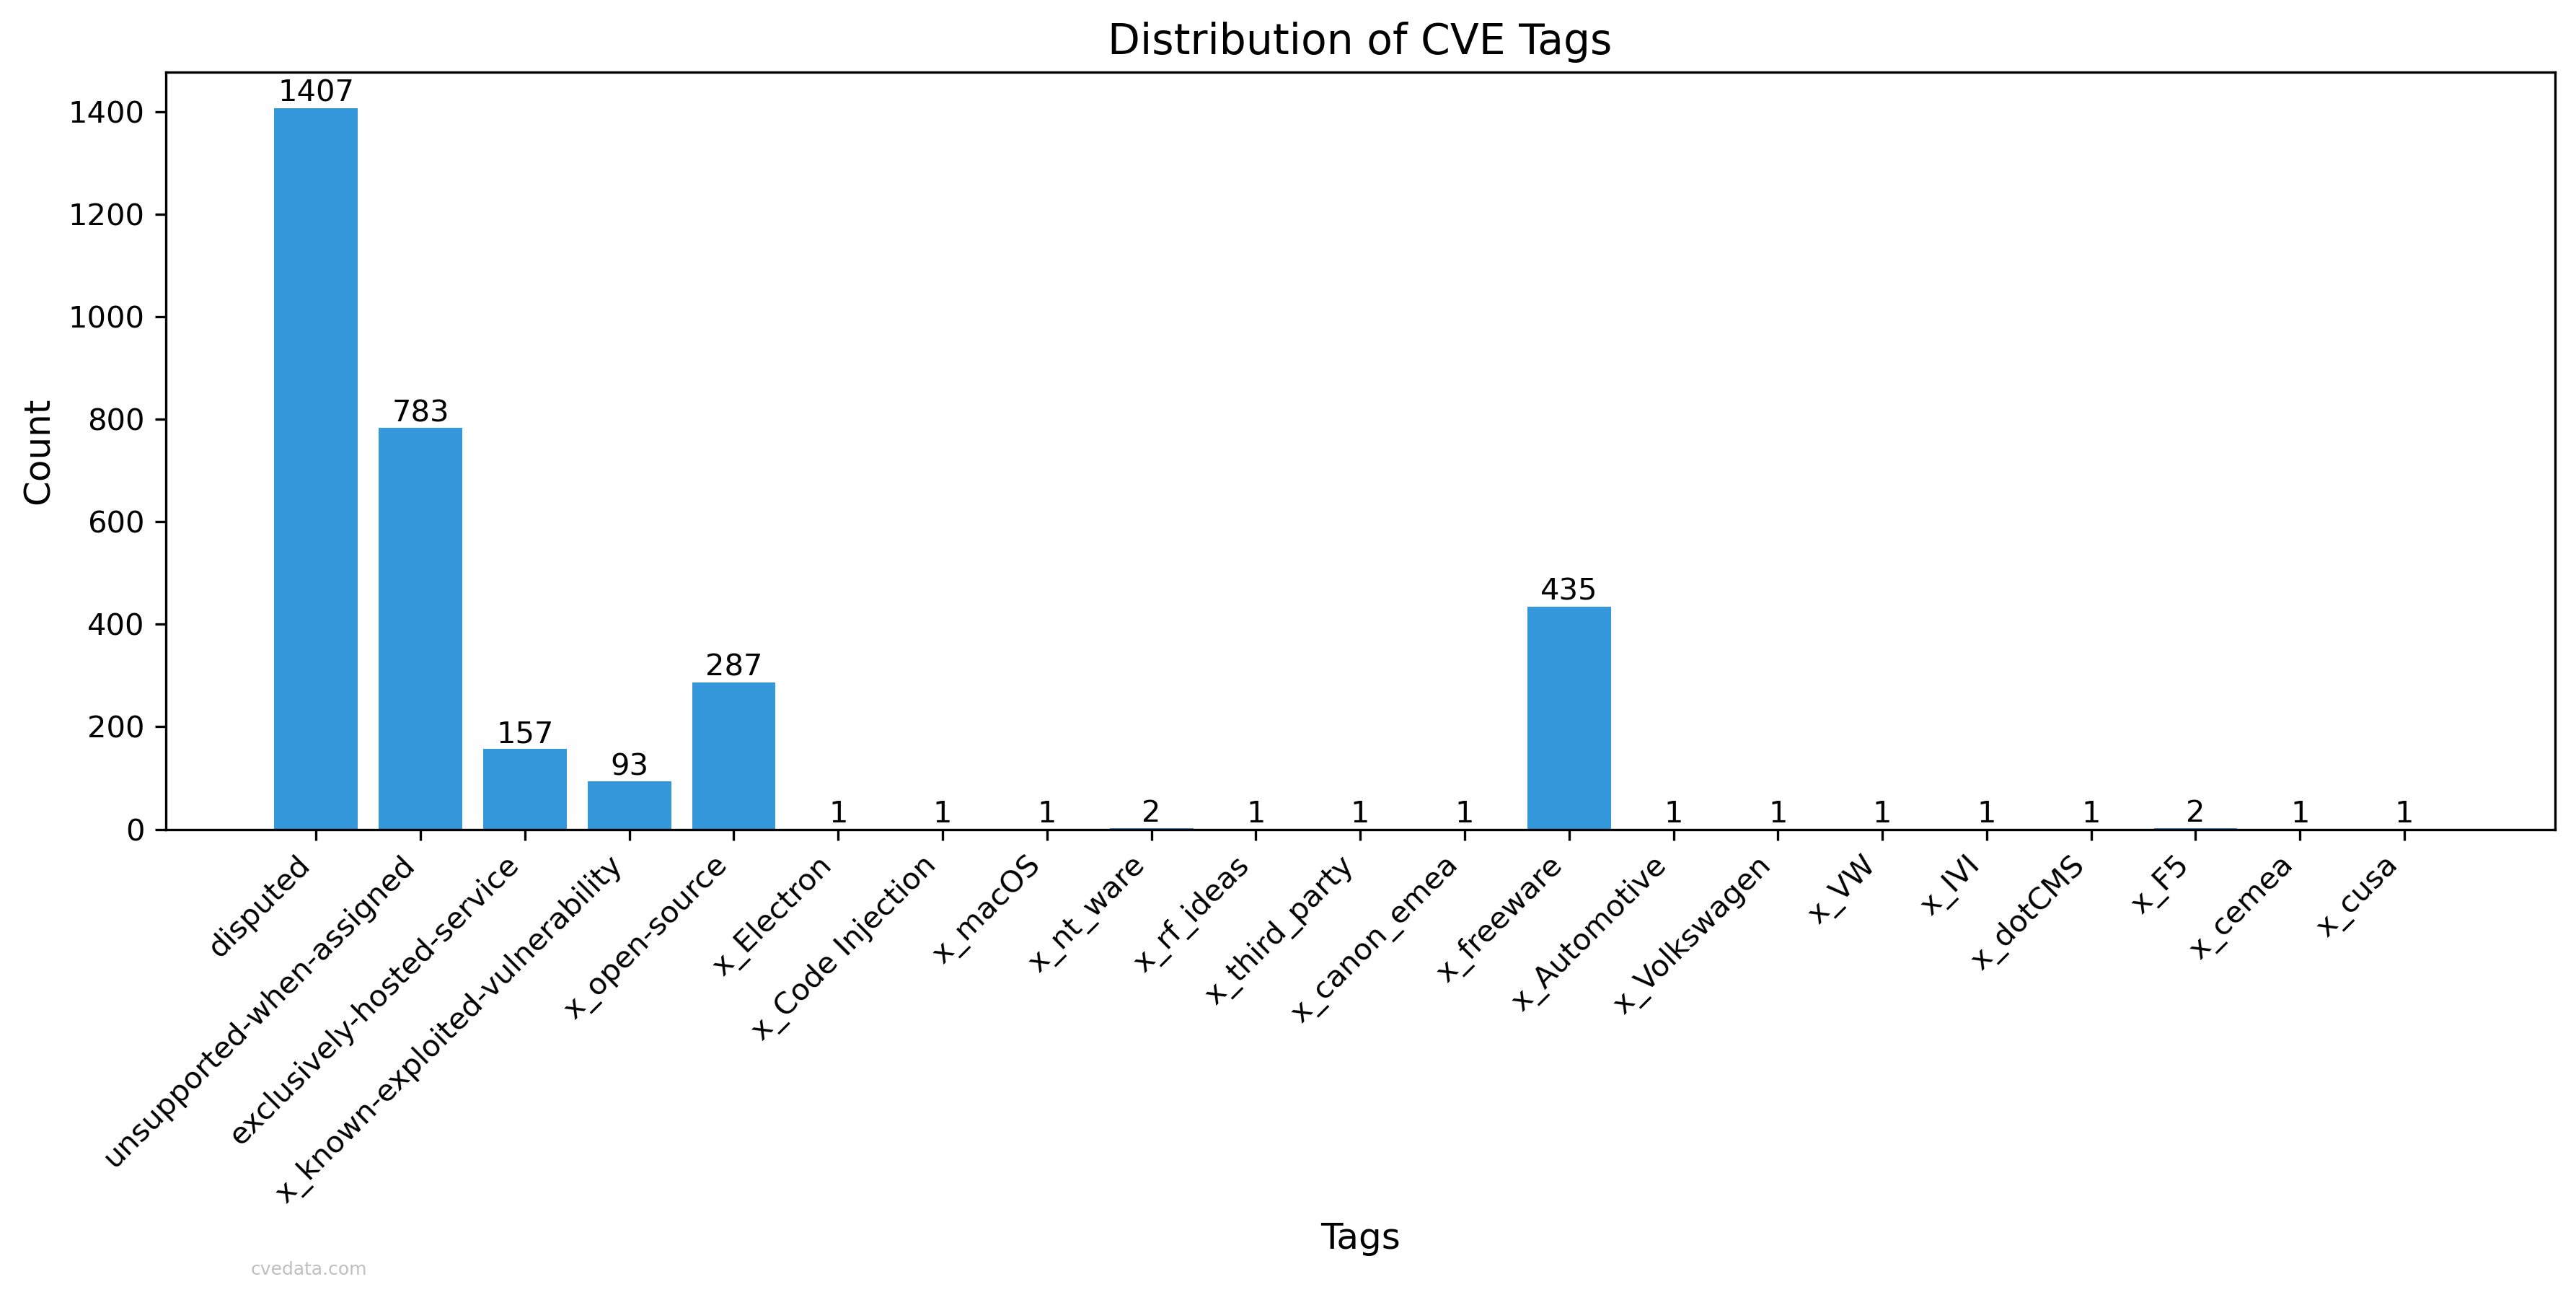 Distribution of CVE Tags
Count
1400
1200
1000
800
600
400
200
0
1407
783
157
93
287
1
1
1
2
1
1
1
435
1
1
1
1
1
2
1
1
disputed
unsupported-when-assigned
exclusively-hosted-service
x_known-exploited-vulnerability
x_open-source
x_Electron
x_Code Injection
x_macOS
x_nt_ware
x_rf_ideas
x_third_party
x_canon_emea
x_freeware
x_Automotive
x_Volkswagen
x_VW
x_IVI
x_dotCMS
x_F5
x_cemea
x_cusa
Tags
cvedata.com